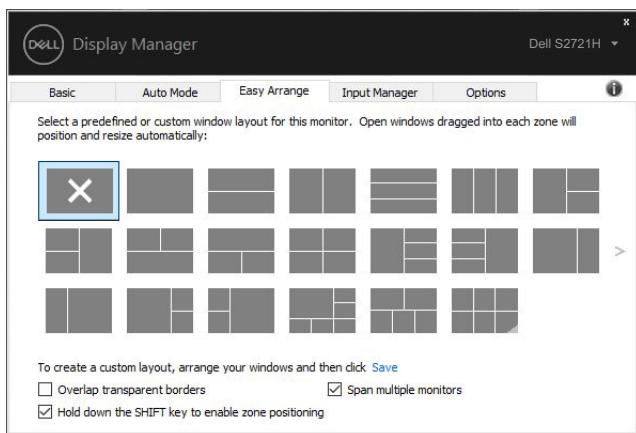 x
DELL Display Manager Dell S2721H
Basic Auto Mode Easy Arrange Input Manager Options
Select a predefined or custom window layout for this monitor. Open windows dragged into each zone will
position and resize automatically:
>
To create a custom layout, arrange your windows and then click Save
Overlap transparent borders Span multiple monitors
Hold down the SHIFT key to enable zone positioning